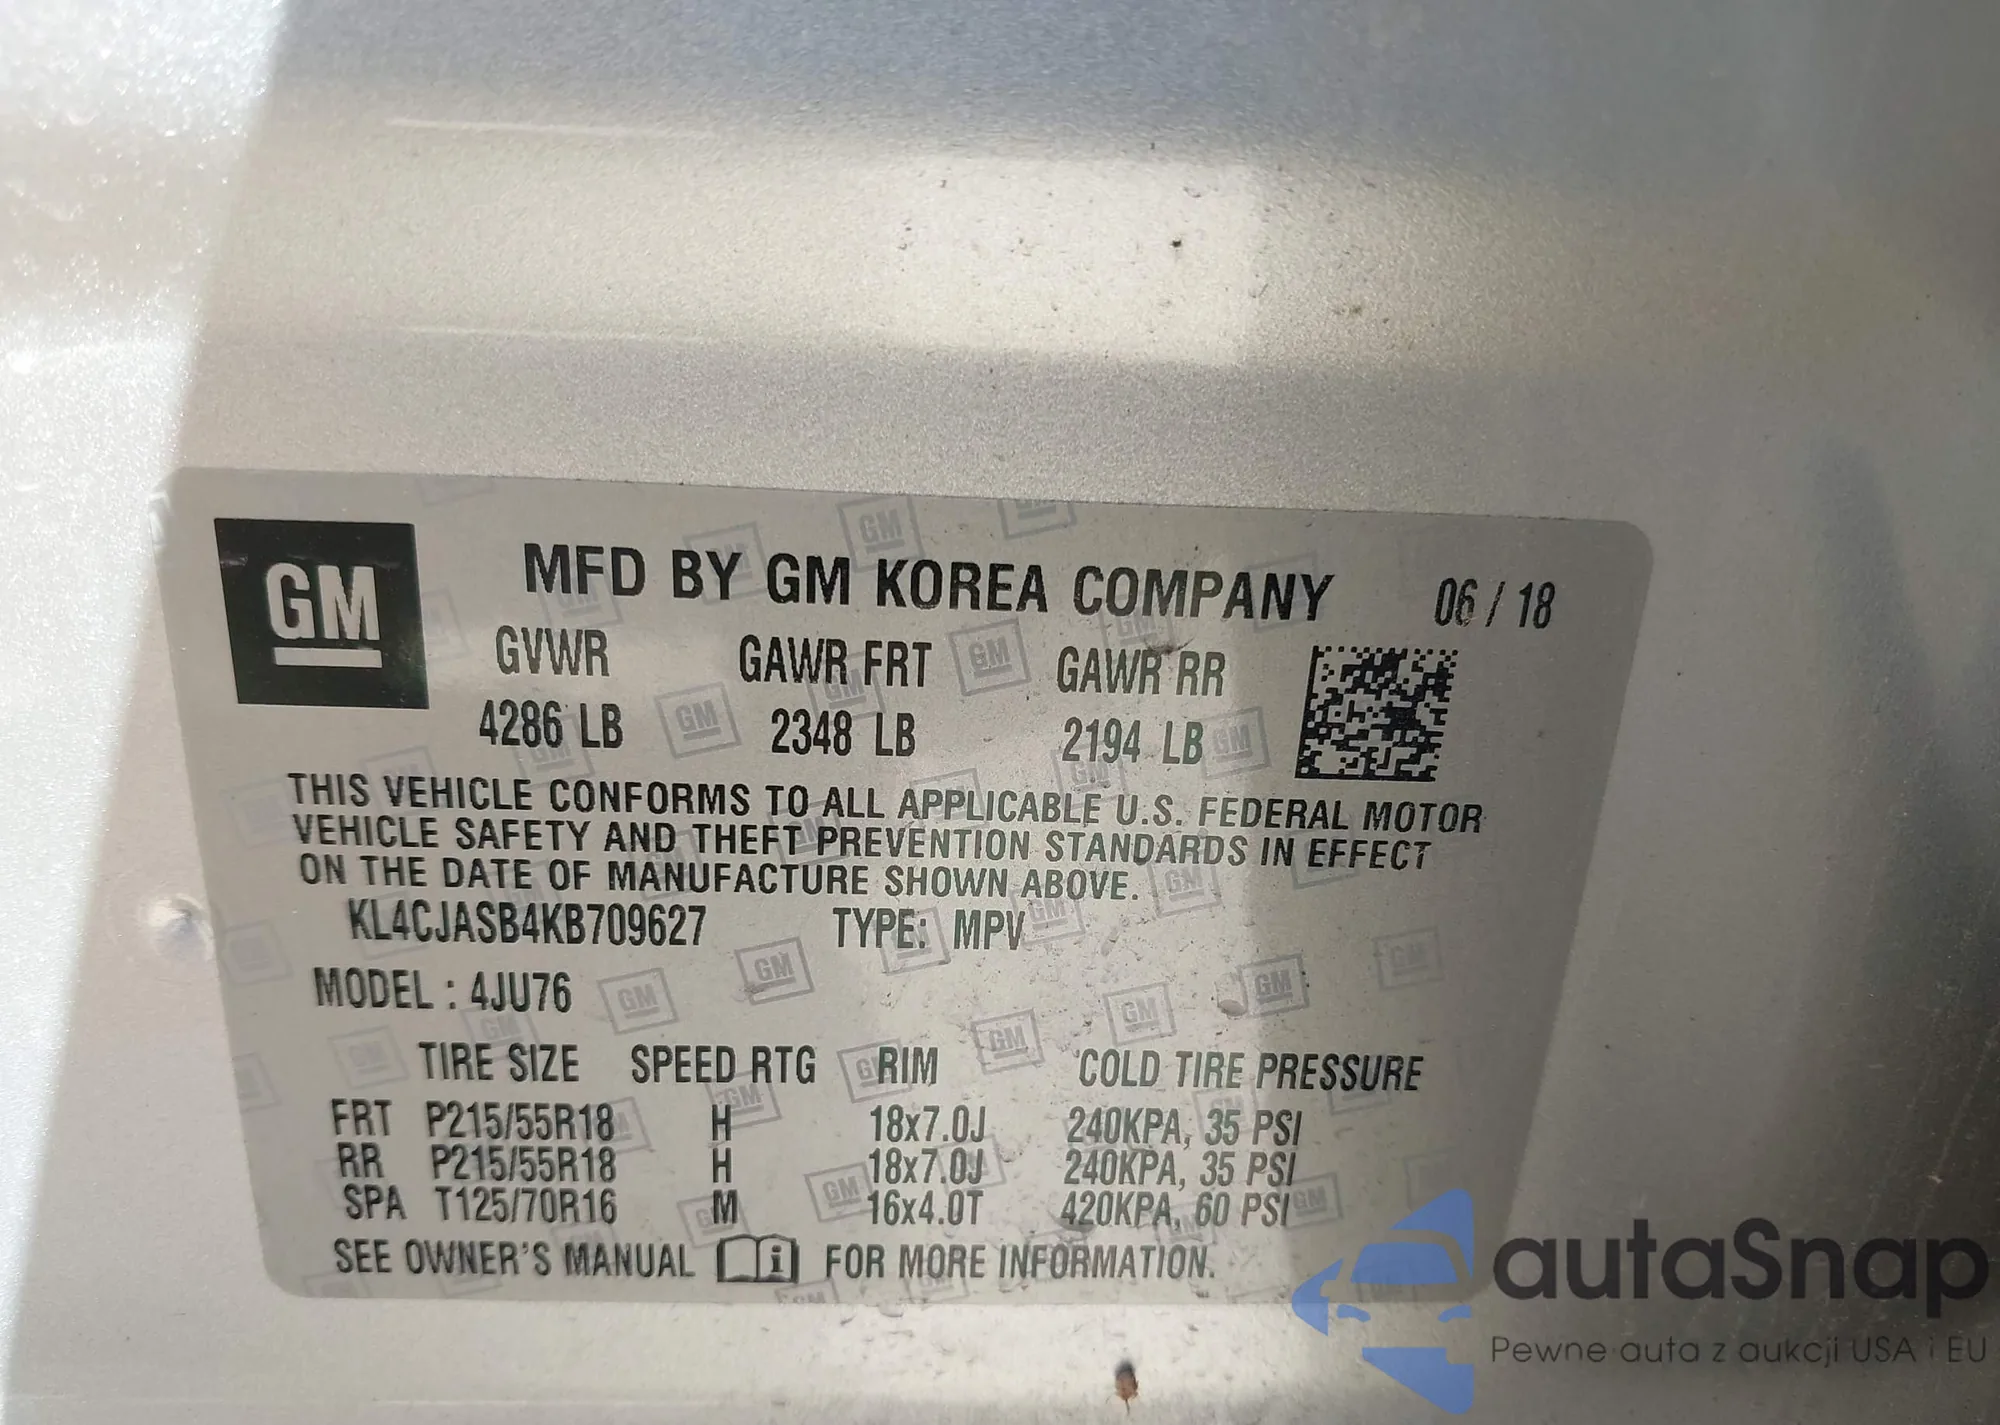 GM
MFD BY GM KOREA COMPANY 06 / 18
GVWR GAWR FRT GAWR RR
4286 LB 2348 LB 2194 LB
THIS VEHICLE CONFORMS TO ALL APPLICABLE U.S. FEDERAL MOTOR
VEHICLE SAFETY AND THEFT PREVENTION STANDARDS IN EFFECT
ON THE DATE OF MANUFACTURE SHOWN ABOVE.
KL4CJASB4KB709627 TYPE: MPV
MODEL : 4JU76
TIRE SIZE SPEED RTG RIM COLD TIRE PRESSURE
FRT P215/55R18 H 18x7.0J 240KPA, 35 PSI
RR P215/55R18 H 18x7.0J 240KPA, 35 PSI
SPA T125/70R16 M 16x4.0T 420KPA, 60 PSI
SEE OWNER'S MANUAL i FOR MORE INFORMATION.
autaSnap
Pewne auta z aukcji USA i EU